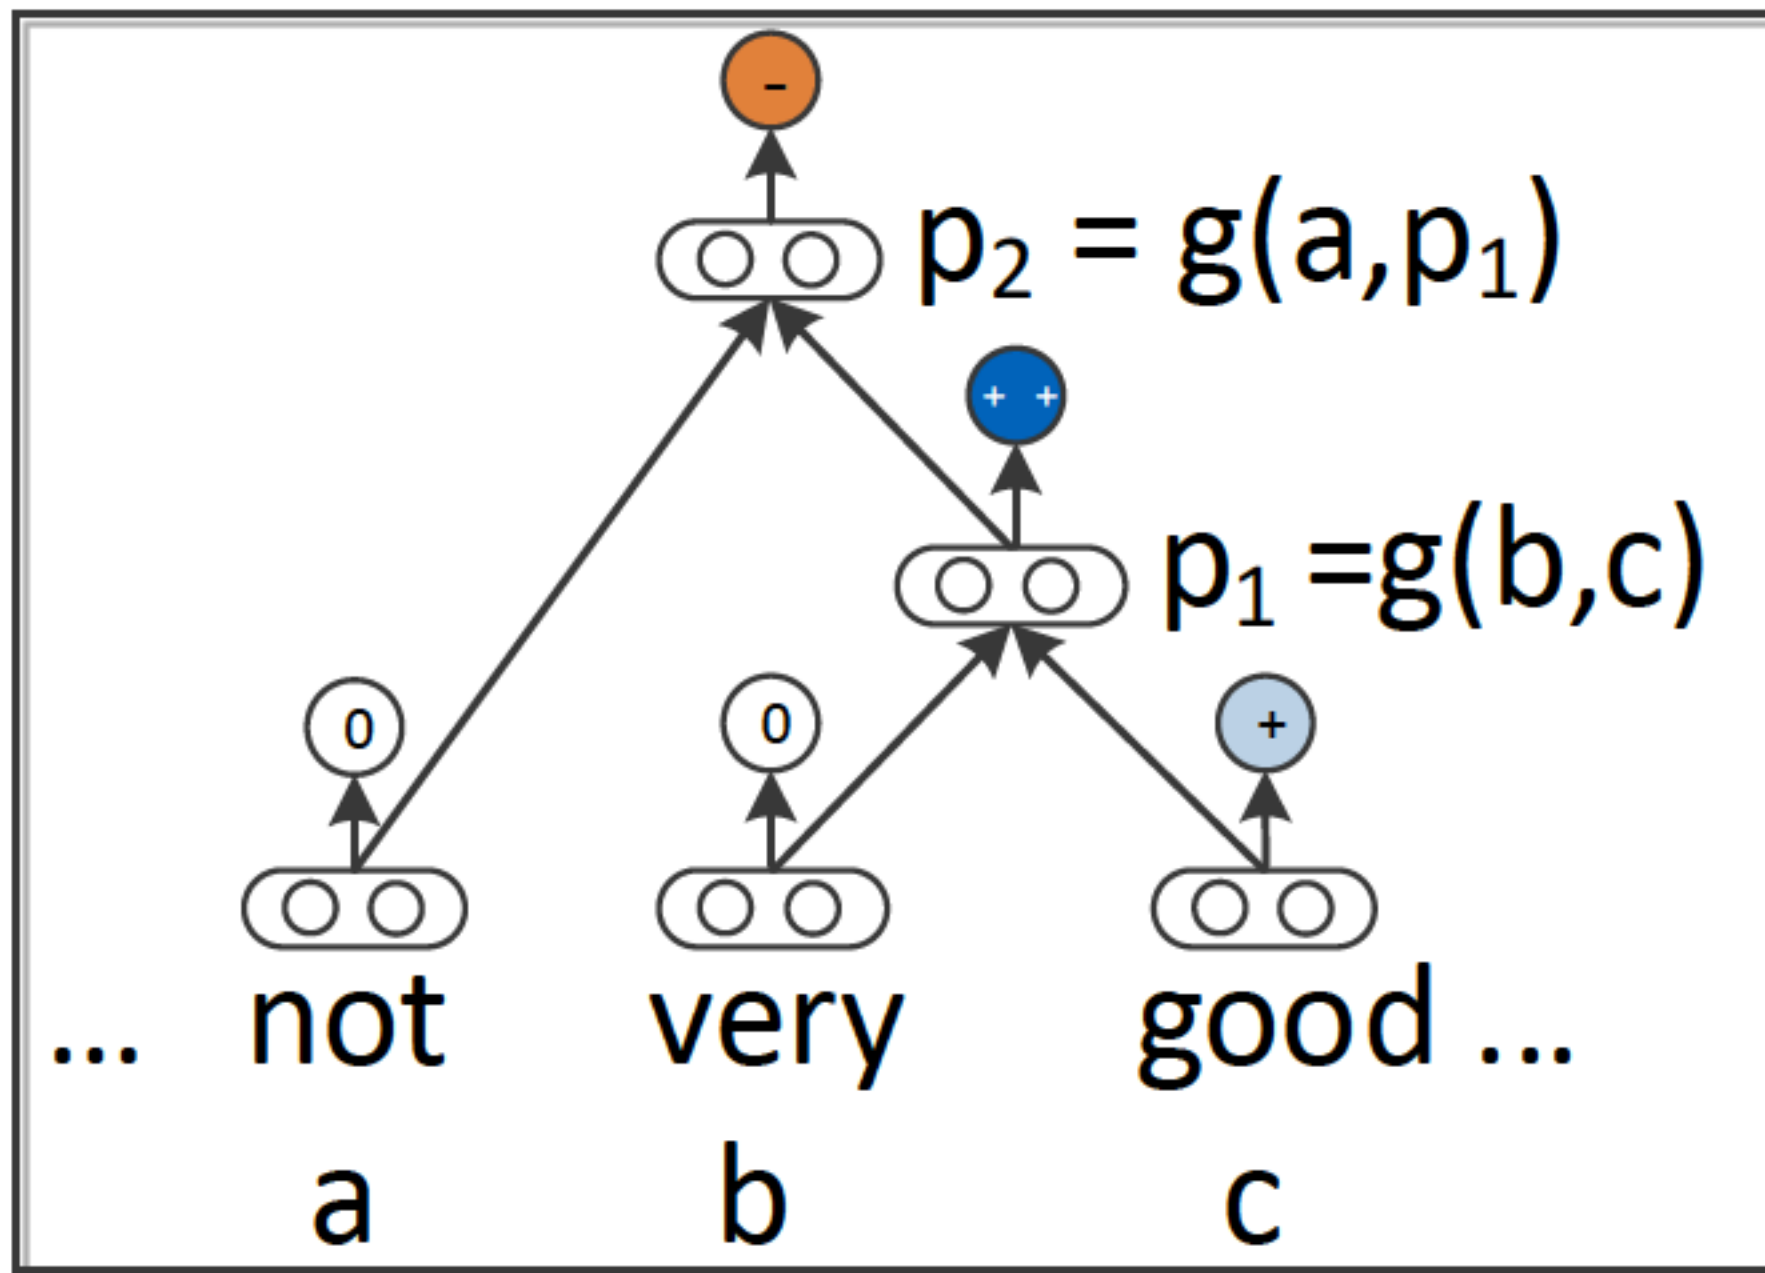 -
p₂ = g(a,p₁)
+ +
p₁ =g(b,c)
0 0 +
... not very good ...
a b c